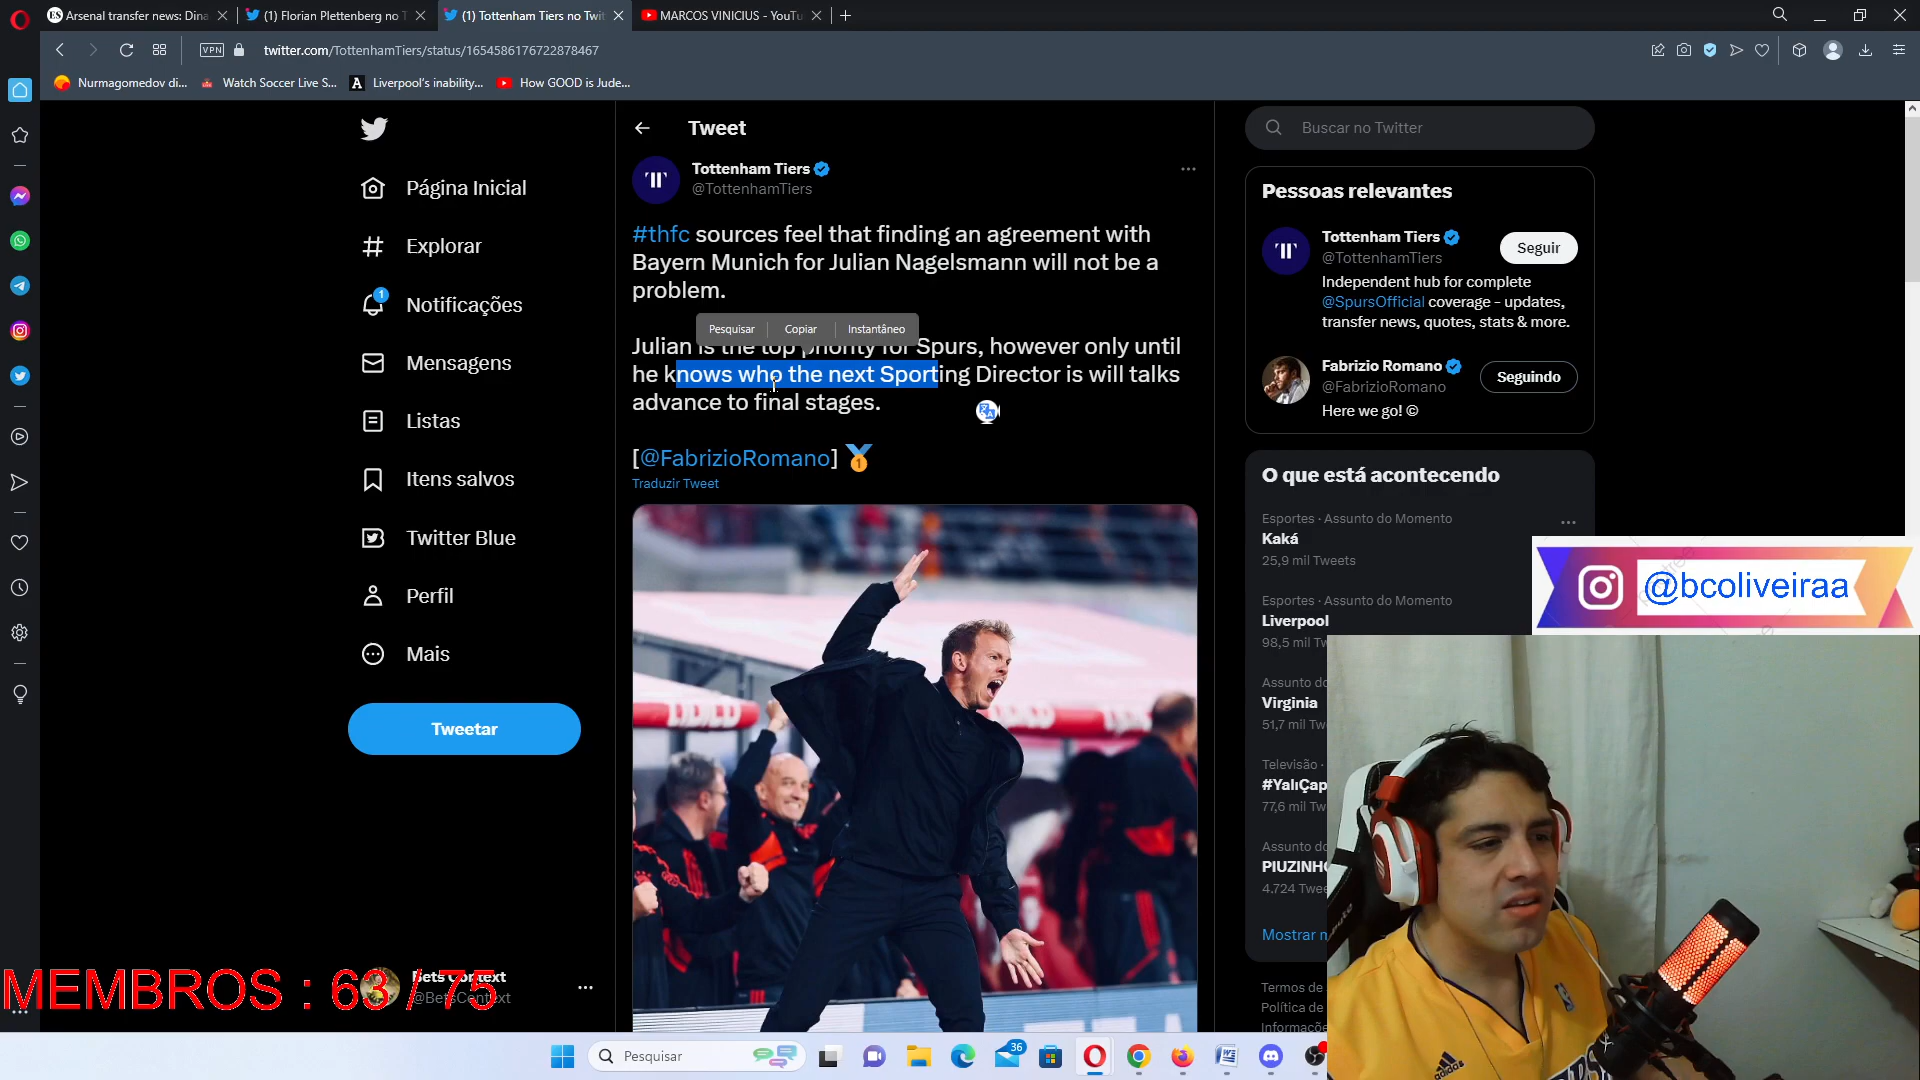 Arsenal transfer news: Dina
(1) Florian Plettenberg no T
(1) Tottenham Tiers no Twit
MARCOS VINICIUS - YouTu
VPN
twitter.com/TottenhamTiers/status/1654586176722878467
Nurmagomedov di...
Watch Soccer Live S...
Liverpool's inability...
How GOOD is Jude...
Página Inicial
Explorar
1
Notificações
Mensagens
Listas
Itens salvos
Twitter Blue
Perfil
Mais
Tweetar
Bets Context
@BetsContext
MEMBROS : 63 / 75
Tweet
Tottenham Tiers
@TottenhamTiers
#thfc sources feel that finding an agreement with
Bayern Munich for Julian Nagelsmann will not be a
problem.
Pesquisar
Copiar
Instantâneo
Julian is the top priority for Spurs, however only until
he knows who the next Sporting Director is will talks
advance to final stages.
[@FabrizioRomano] 🥇
Traduzir Tweet
Buscar no Twitter
Pessoas relevantes
Tottenham Tiers
@TottenhamTiers
Seguir
Independent hub for complete
@SpursOfficial coverage - updates,
transfer news, quotes, stats & more.
Fabrizio Romano
@FabrizioRomano
Seguindo
Here we go! ©
O que está acontecendo
Esportes · Assunto do Momento
Kaká
25,9 mil Tweets
Esportes · Assunto do Momento
Liverpool
98,5 mil Tw
Assunto do
Virginia
51,7 mil Tw
Televisão ·
#YalıÇap
77,6 mil Tw
Assunto do
PIUZINHO
4.724 Twee
Mostrar m
Termos de
Política de
Informaçõe
@bcoliveiraa
adidas
Pesquisar
36